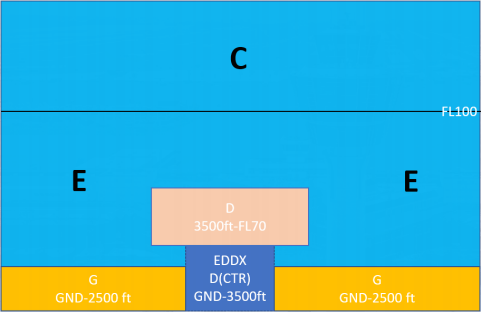 C
FL100
E
E
D
3500ft-FL70
EDDX
D(CTR)
GND-3500ft
G
GND-2500 ft
G
GND-2500 ft